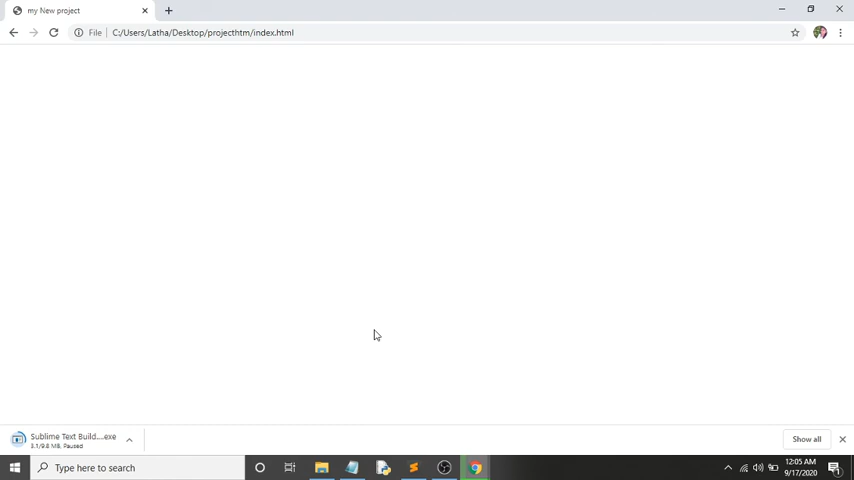 my New project
File
C:/Users/Latha/Desktop/projecthtm/index.html
Sublime Text Build....exe
3.1/9.8 MB, Paused
Show all
Type here to search
12:05 AM
9/17/2020
1